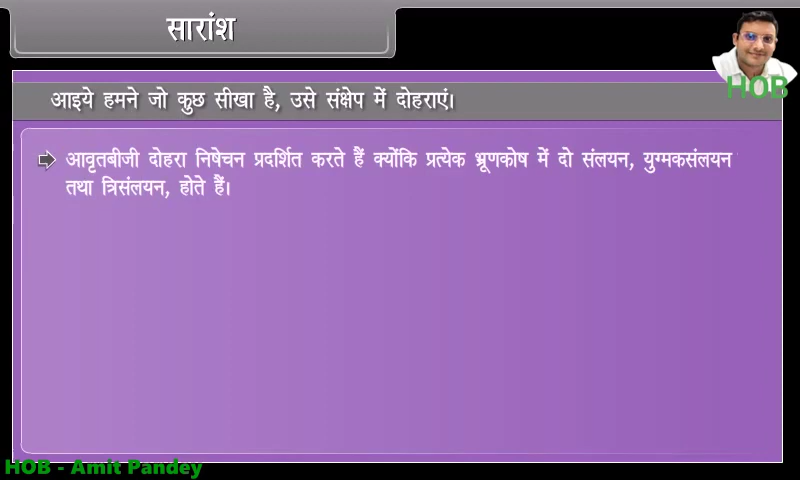 सारांश
HOB
आइये हमने जो कुछ सीखा है, उसे संक्षेप में दोहराएं।
आवृतबीजी दोहरा निषेचन प्रदर्शित करते हैं क्योंकि प्रत्येक भ्रूणकोष में दो संलयन, युग्मकसंलयन
तथा त्रिसंलयन, होते हैं।
HOB - Amit Pandey